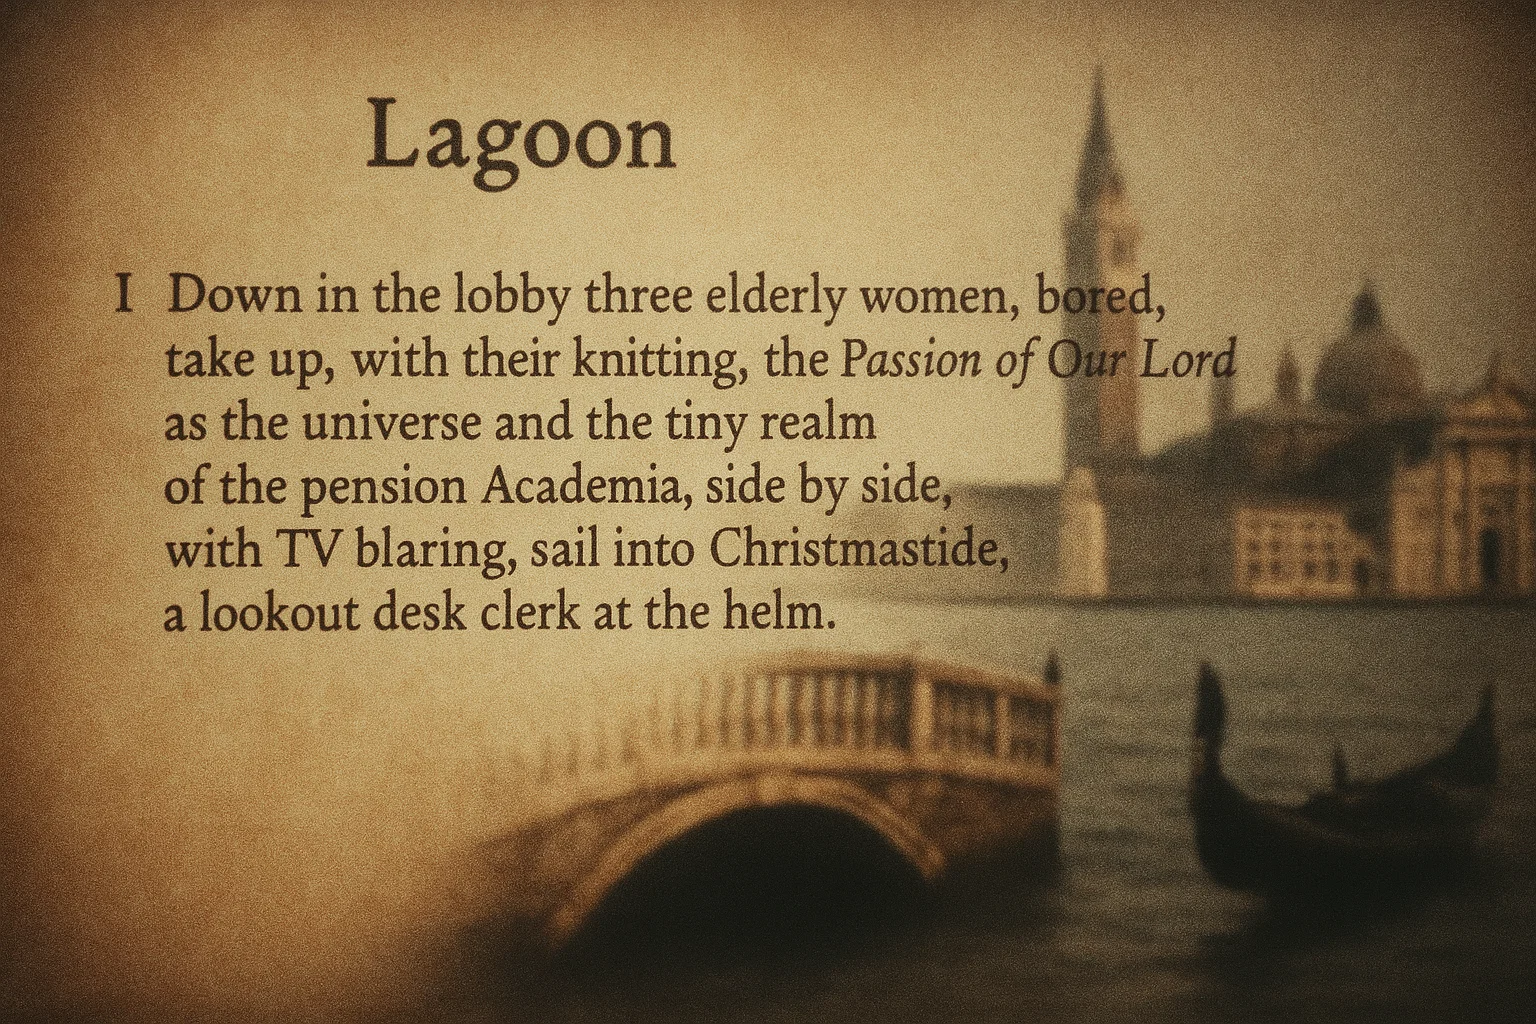 Lagoon
I Down in the lobby three elderly women, bored,
take up, with their knitting, the Passion of Our Lord
as the universe and the tiny realm
of the pension Academia, side by side,
with TV blaring, sail into Christmastide,
a lookout desk clerk at the helm.